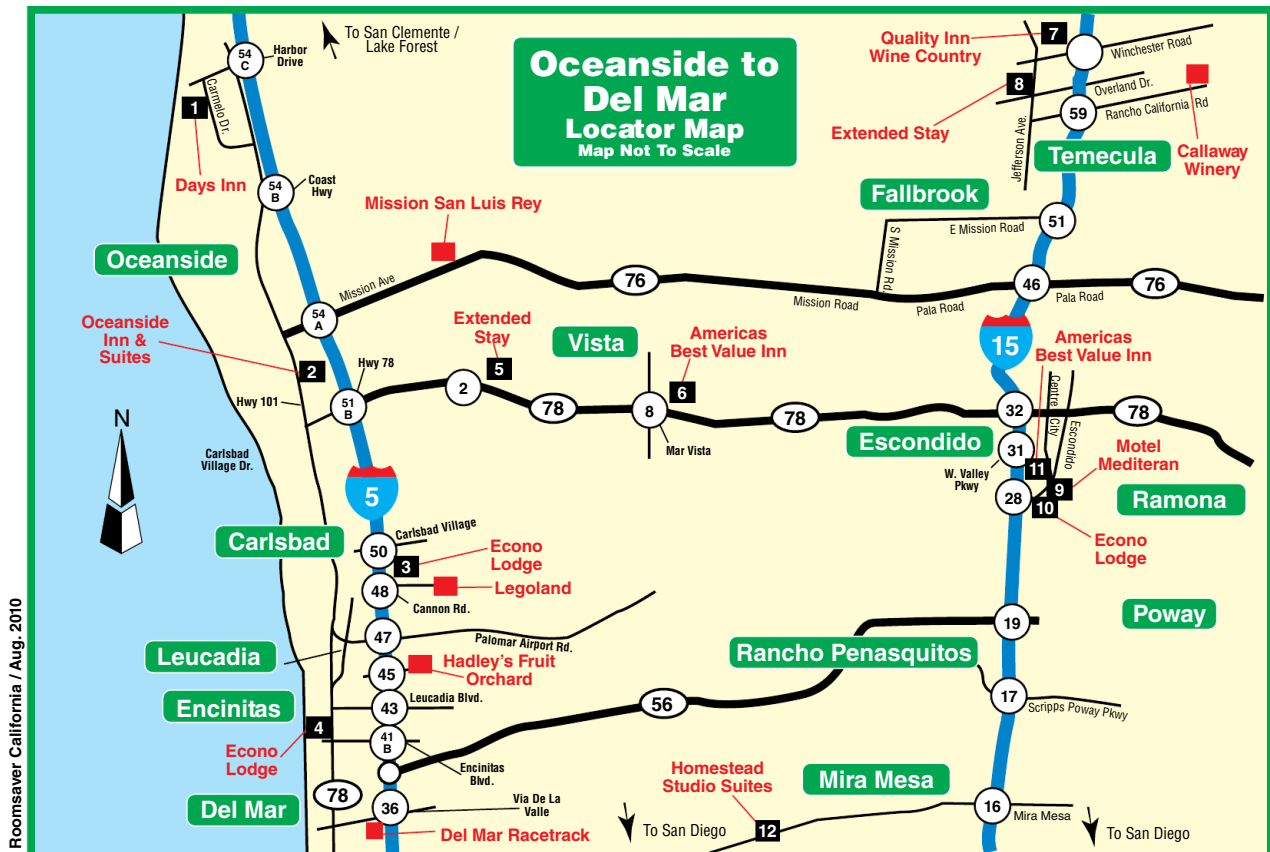 Oceanside to
Del Mar
Locator Map
Map Not To Scale
To San Clemente /
Lake Forest
54
C
Harbor
Drive
Carmelo Dr.
1
Days Inn
54
B
Coast
Hwy
Oceanside
Mission San Luis Rey
Mission Ave
54
A
Oceanside
Inn &
Suites
2
Hwy 101
Hwy 78
51
B
Carlsbad
Village Dr.
N
5
Extended
Stay
5
2
78
Vista
8
Mar Vista
Americas
Best Value Inn
6
78
76
Mission Road
Pala Road
S Mission Rd.
E Mission Road
Fallbrook
51
46
Pala Road
76
Quality Inn
Wine Country
7
Winchester Road
8
Overland Dr.
Extended Stay
59
Rancho California Rd
Jefferson Ave.
Temecula
Callaway
Winery
15
Americas
Best Value Inn
32
78
Centre City
Escondido
Escondido
31
W. Valley
Pkwy
11
Motel
Mediteran
9
28
10
Econo
Lodge
Ramona
Carlsbad
50
Carlsbad Village
3
Econo
Lodge
48
Legoland
Cannon Rd.
47
Palomar Airport Rd.
Leucadia
45
Hadley's Fruit
Orchard
Encinitas
43
Leucadia Blvd.
4
Econo
Lodge
41
B
Encinitas
Blvd.
56
Del Mar
78
36
Via De La
Valle
Del Mar Racetrack
19
Poway
Rancho Penasquitos
17
Scripps Poway Pkwy
Homestead
Studio Suites
12
To San Diego
Mira Mesa
16
Mira Mesa
To San Diego
Roomsaver California / Aug. 2010